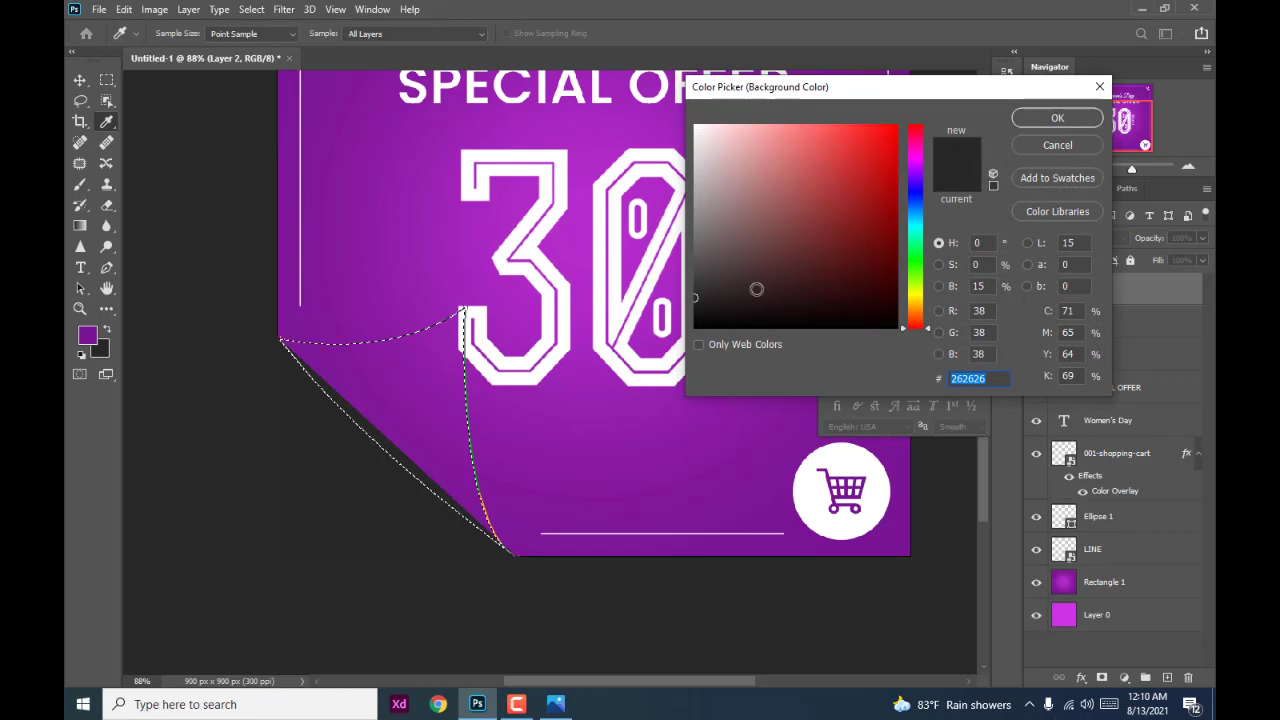 Ps File Edit Image Layer Type Select Filter 3D View Window Help
Sample Size: Point Sample Sample: All Layers Show Sampling Ring
Untitled-1 @ 88% (Layer 2, RGB/8) *
Navigator
SPECIAL OFFER
30%
Color Picker (Background Color)
new
current
OK
Cancel
Add to Swatches
Color Libraries
H: 0 °
S: 0 %
B: 15 %
R: 38
G: 38
B: 38
L: 15
a: 0
b: 0
C: 71 %
M: 65 %
Y: 64 %
K: 69 %
# 262626
Only Web Colors
Paths
Opacity: 100%
Fill: 100%
English: USA
Smooth
OFFER
Women's Day
001-shopping-cart fx
Effects
Color Overlay
Ellipse 1
LINE
Rectangle 1
Layer 0
88% 900 px x 900 px (300 ppi)
Type here to search
Xd
Ps
83°F Rain showers
12:10 AM
8/13/2021